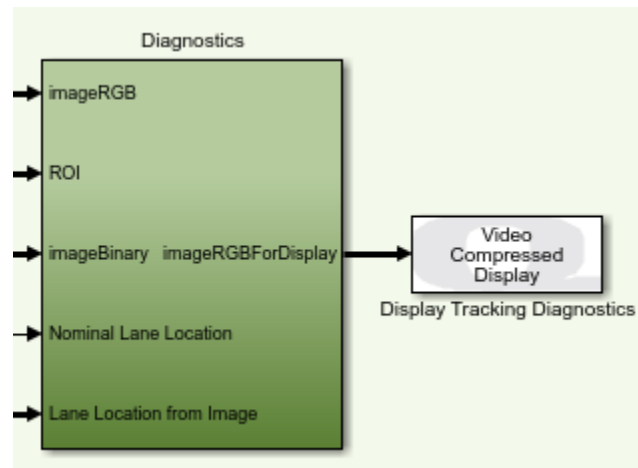 Diagnostics
imageRGB
ROI
imageBinary imageRGBForDisplay
Nominal Lane Location
Lane Location from Image
Video
Compressed
Display
Display Tracking Diagnostics